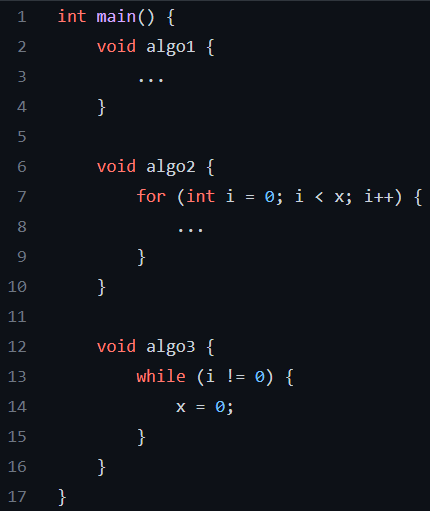 1 int main() {
2 void algo1 {
3 ...
4 }
5
6 void algo2 {
7 for (int i = 0; i < x; i++) {
8 ...
9 }
10 }
11
12 void algo3 {
13 while (i != 0) {
14 x = 0;
15 }
16 }
17 }